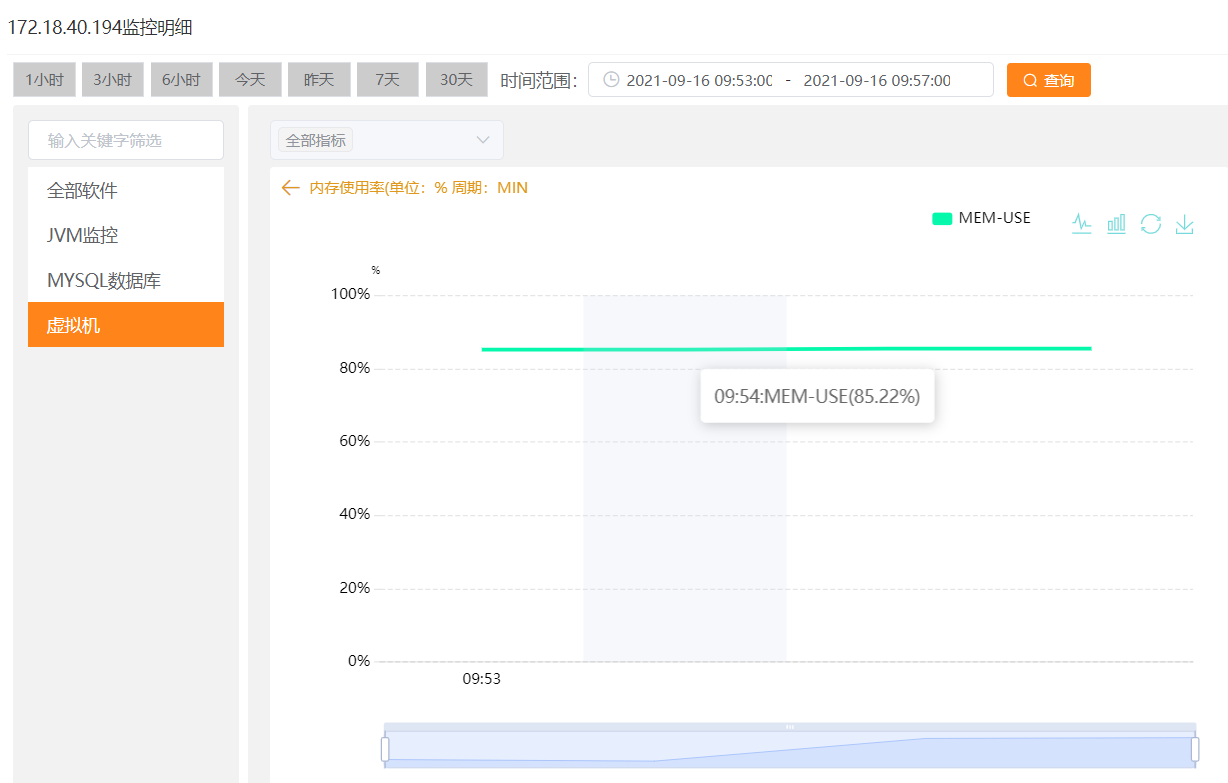 172.18.40.194监控明细
1小时 3小时 6小时 今天 昨天 7天 30天 时间范围： 2021-09-16 09:53:00 - 2021-09-16 09:57:00 查询
输入关键字筛选
全部软件
JVM监控
MYSQL数据库
虚拟机
全部指标
内存使用率(单位：% 周期：MIN
MEM-USE
%
100%
80%
09:54:MEM-USE(85.22%)
60%
40%
20%
0%
09:53